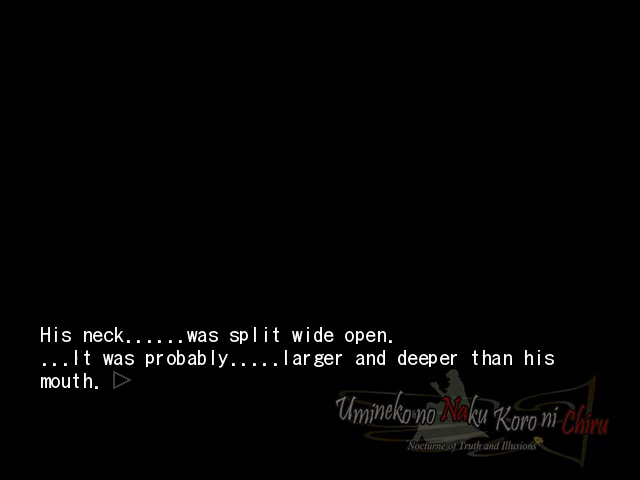 His neck......was split wide open.
...It was probably.....larger and deeper than his
mouth.
Umineko no Naku Koro ni Chiru
Nocturne of Truth and Illusions